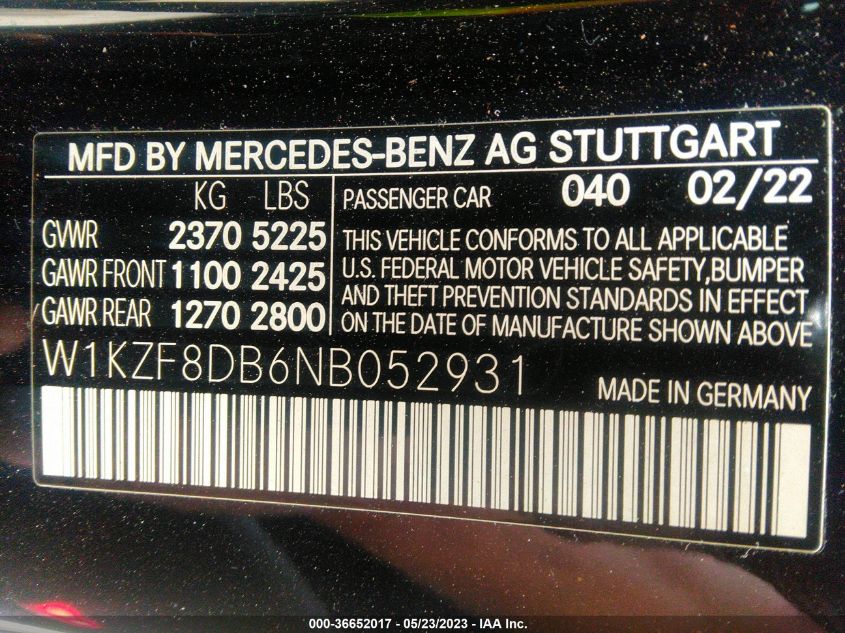 MFD BY MERCEDES-BENZ AG STUTTGART
KG LBS
GVWR 2370 5225
GAWR FRONT 1100 2425
GAWR REAR 1270 2800
PASSENGER CAR 040 02/22
THIS VEHICLE CONFORMS TO ALL APPLICABLE
U.S. FEDERAL MOTOR VEHICLE SAFETY,BUMPER
AND THEFT PREVENTION STANDARDS IN EFFECT
ON THE DATE OF MANUFACTURE SHOWN ABOVE
W1KZF8DB6NB052931
MADE IN GERMANY
000-36652017 - 05/23/2023 - IAA Inc.